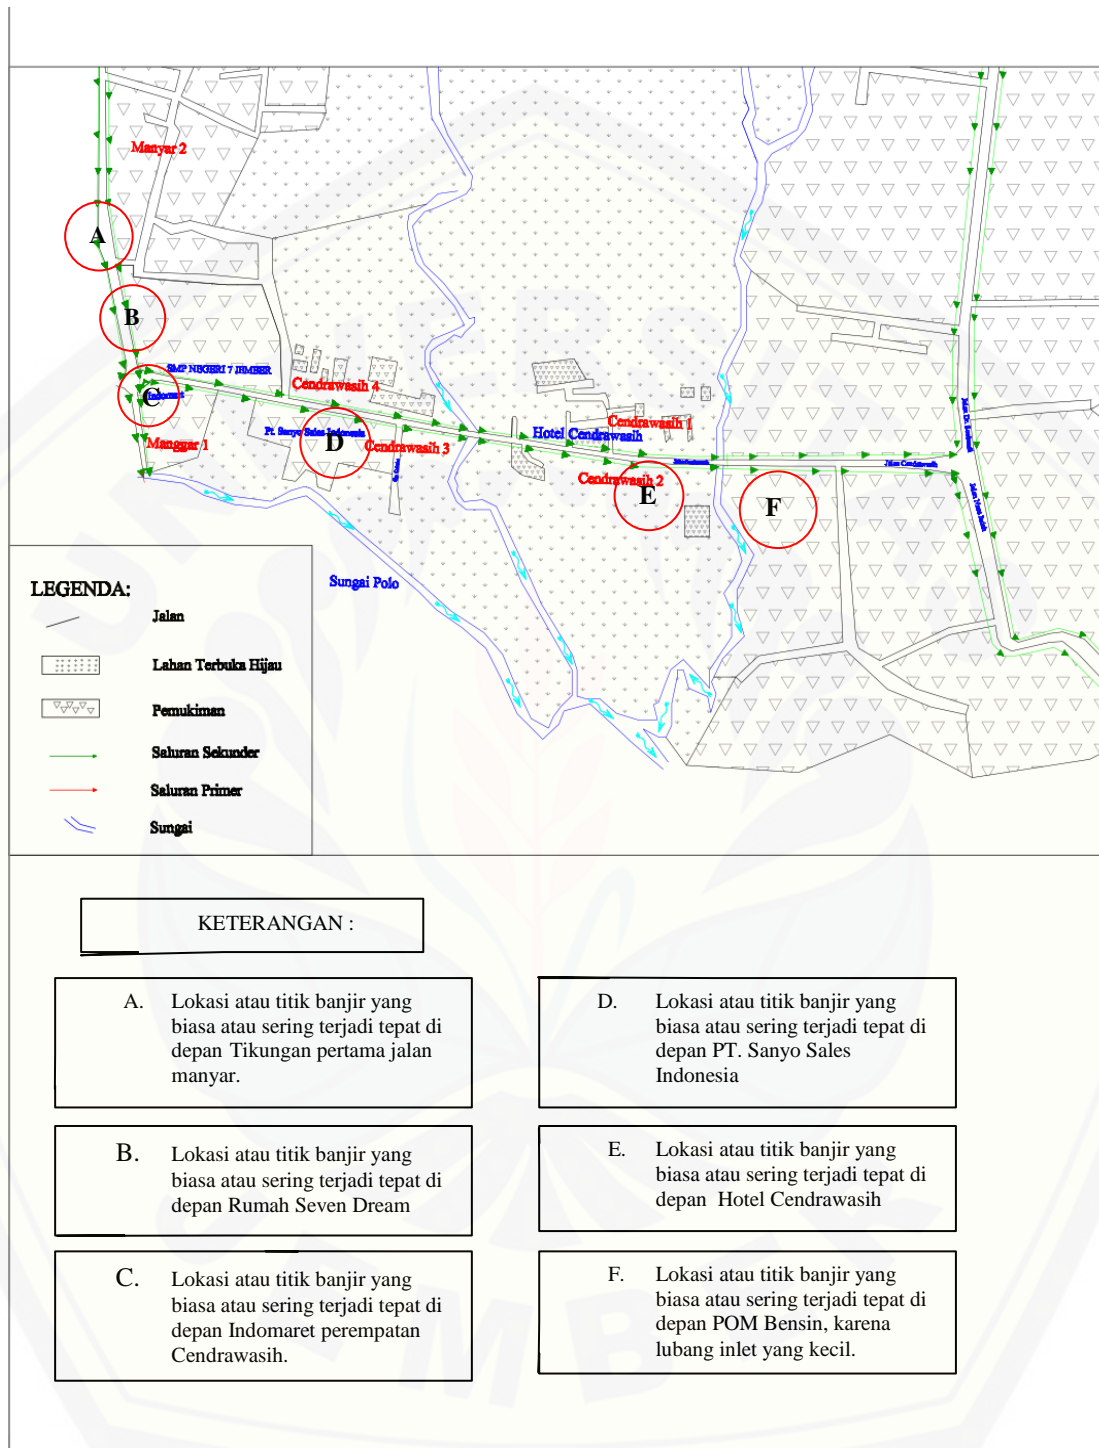 Manyar 2
A
B
SMP NEGERI 7 JEMBER
C
Indomaret
Cendrawasih 4
Manggar 1
Pt. Sanyo Sales Indonesia
D
Cendrawasih 3
Hotel Cendrawasih
Cendrawasih 1
Cendrawasih 2
E
F
Jalan Cendrawasih
Sungai Polo
LEGENDA:
Jalan
Lahan Terbuka Hijau
Pemukiman
Saluran Sekunder
Saluran Primer
Sungai
KETERANGAN :
A. Lokasi atau titik banjir yang
biasa atau sering terjadi tepat di
depan Tikungan pertama jalan
manyar.
B. Lokasi atau titik banjir yang
biasa atau sering terjadi tepat di
depan Rumah Seven Dream
C. Lokasi atau titik banjir yang
biasa atau sering terjadi tepat di
depan Indomaret perempatan
Cendrawasih.
D. Lokasi atau titik banjir yang
biasa atau sering terjadi tepat di
depan PT. Sanyo Sales
Indonesia
E. Lokasi atau titik banjir yang
biasa atau sering terjadi tepat di
depan Hotel Cendrawasih
F. Lokasi atau titik banjir yang
biasa atau sering terjadi tepat di
depan POM Bensin, karena
lubang inlet yang kecil.